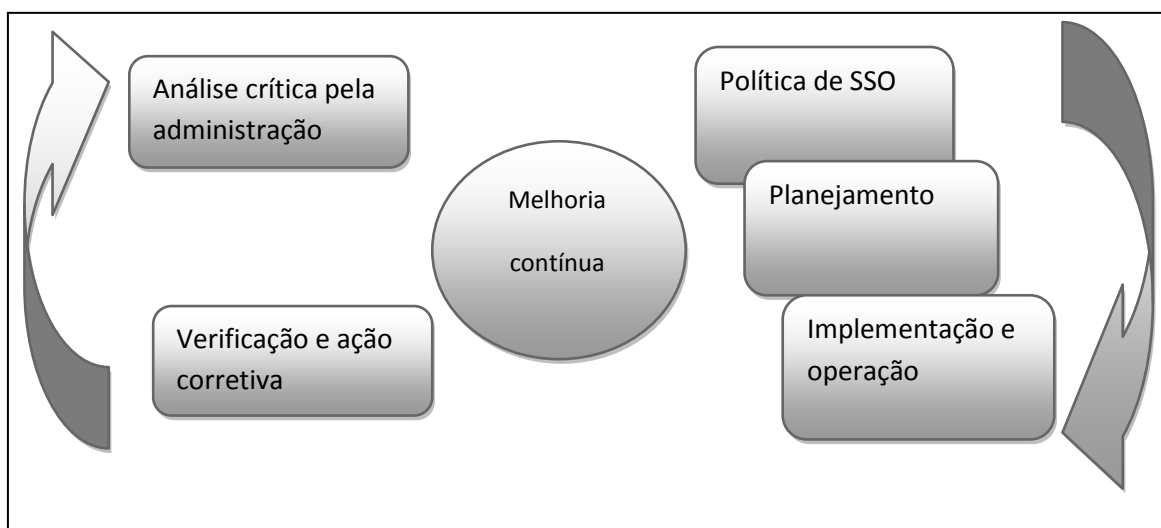 Análise crítica pela
administração
Política de SSO
Planejamento
Melhoria
contínua
Implementação e
operação
Verificação e ação
corretiva